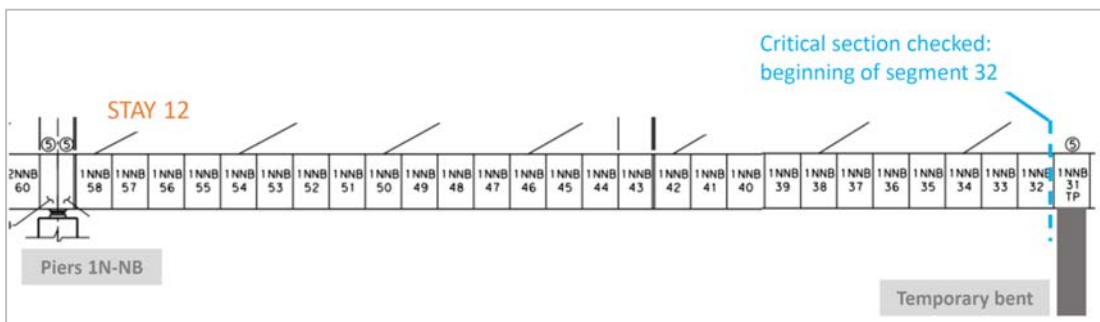 Critical section checked:
beginning of segment 32
STAY 12
⑤ ⑤ ⑤
2NNB 60
1NNB 58
1NNB 57
1NNB 56
1NNB 55
1NNB 54
1NNB 53
1NNB 52
1NNB 51
1NNB 50
1NNB 49
1NNB 48
1NNB 47
1NNB 46
1NNB 45
1NNB 44
1NNB 43
1NNB 42
1NNB 41
1NNB 40
1NNB 39
1NNB 38
1NNB 37
1NNB 36
1NNB 35
1NNB 34
1NNB 33
1NNB 32
1NNB 31 TP
Piers 1N-NB
Temporary bent